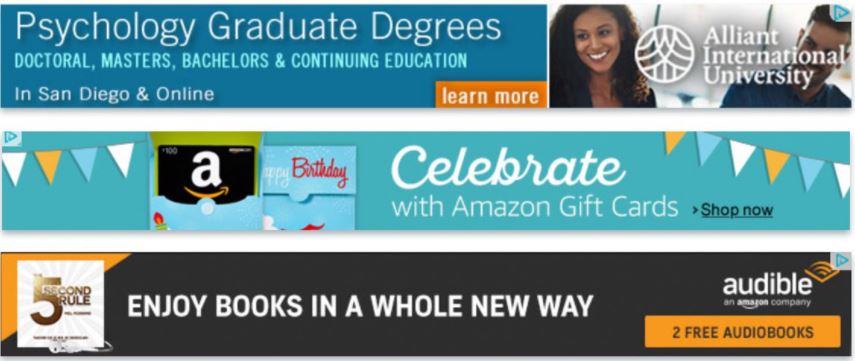 Psychology Graduate Degrees
DOCTORAL, MASTERS, BACHELORS & CONTINUING EDUCATION
In San Diego & Online
learn more
Alliant
International
University
$100
a
Birthday
Celebrate
with Amazon Gift Cards
› Shop now
5 SECOND
RULE
MEL ROBBINS
ENJOY BOOKS IN A WHOLE NEW WAY
audible
an amazon company
2 FREE AUDIOBOOKS